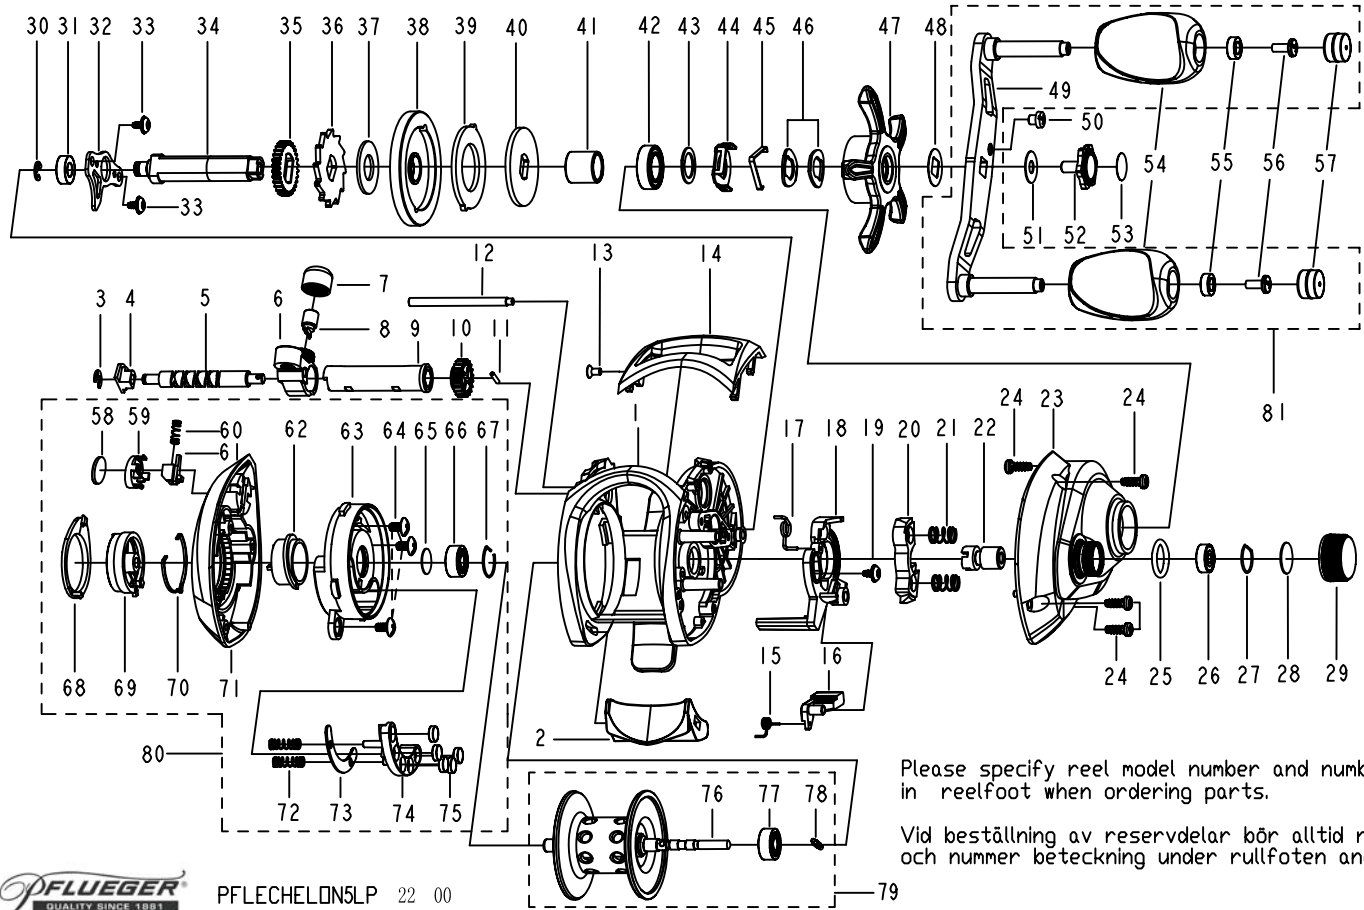 30 31 32 33 34 35 36 37 38 39 40 41 42 43 44 45 46 47 48
49
50
33
51 52 53 54 55 56 57
12 13 14
3 4 5 6 7
8 9 10 11
81
58 59 60
61
62 63 64 65 66 67
1
17 18 19 20 21 22
24 23 24
68 69 70 71
15 16
24 25 26 27 28 29
2
80
72 73 74 75
76 77 78
79
Please specify reel model number and numb
in reelfoot when ordering parts.
Vid beställning av reservdelar bör alltid r
och nummer beteckning under rullfoten an
PFLUEGER®
QUALITY SINCE 1881
PFLECHELON5LP 22 00